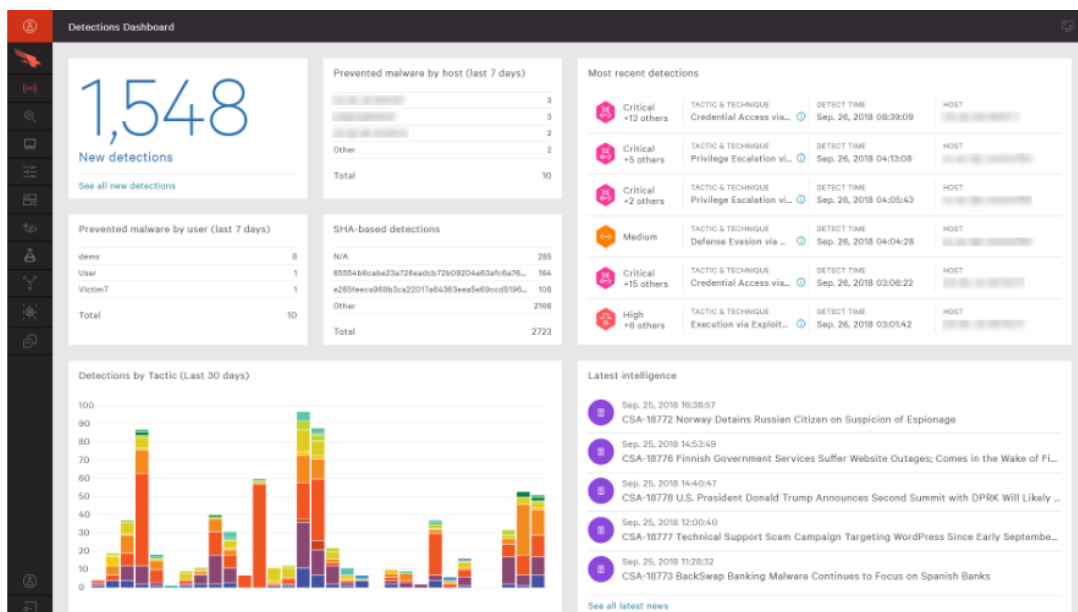 Detections Dashboard
1,548
New detections
See all new detections
Prevented malware by host (last 7 days)
3
3
2
Other 2
Total 10
Most recent detections
Critical +13 others TACTIC & TECHNIQUE Credential Access via... DETECT TIME Sep. 26, 2018 08:39:09 HOST
Critical +5 others TACTIC & TECHNIQUE Privilege Escalation vi... DETECT TIME Sep. 26, 2018 04:13:08 HOST
Critical +2 others TACTIC & TECHNIQUE Privilege Escalation vi... DETECT TIME Sep. 26, 2018 04:05:43 HOST
Medium TACTIC & TECHNIQUE Defense Evasion via ... DETECT TIME Sep. 26, 2018 04:04:28 HOST
Critical +15 others TACTIC & TECHNIQUE Credential Access via... DETECT TIME Sep. 26, 2018 03:06:22 HOST
High +6 others TACTIC & TECHNIQUE Execution via Exploit... DETECT TIME Sep. 26, 2018 03:01:42 HOST
Prevented malware by user (last 7 days)
demo 8
User 1
Victim7 1
Total 10
SHA-based detections
N/A 285
164
108
Other 2166
Total 2723
Detections by Tactic (Last 30 days)
100
90
80
70
60
50
40
30
20
10
0
Latest intelligence
Sep. 25, 2018 16:38:57
CSA-18772 Norway Detains Russian Citizen on Suspicion of Espionage
Sep. 25, 2018 14:53:49
CSA-18776 Finnish Government Services Suffer Website Outages; Comes in the Wake of Fi...
Sep. 25, 2018 14:40:47
CSA-18778 U.S. President Donald Trump Announces Second Summit with DPRK Will Likely ...
Sep. 25, 2018 12:00:40
CSA-18777 Technical Support Scam Campaign Targeting WordPress Since Early Septembe...
Sep. 25, 2018 11:28:32
CSA-18773 BackSwap Banking Malware Continues to Focus on Spanish Banks
See all latest news